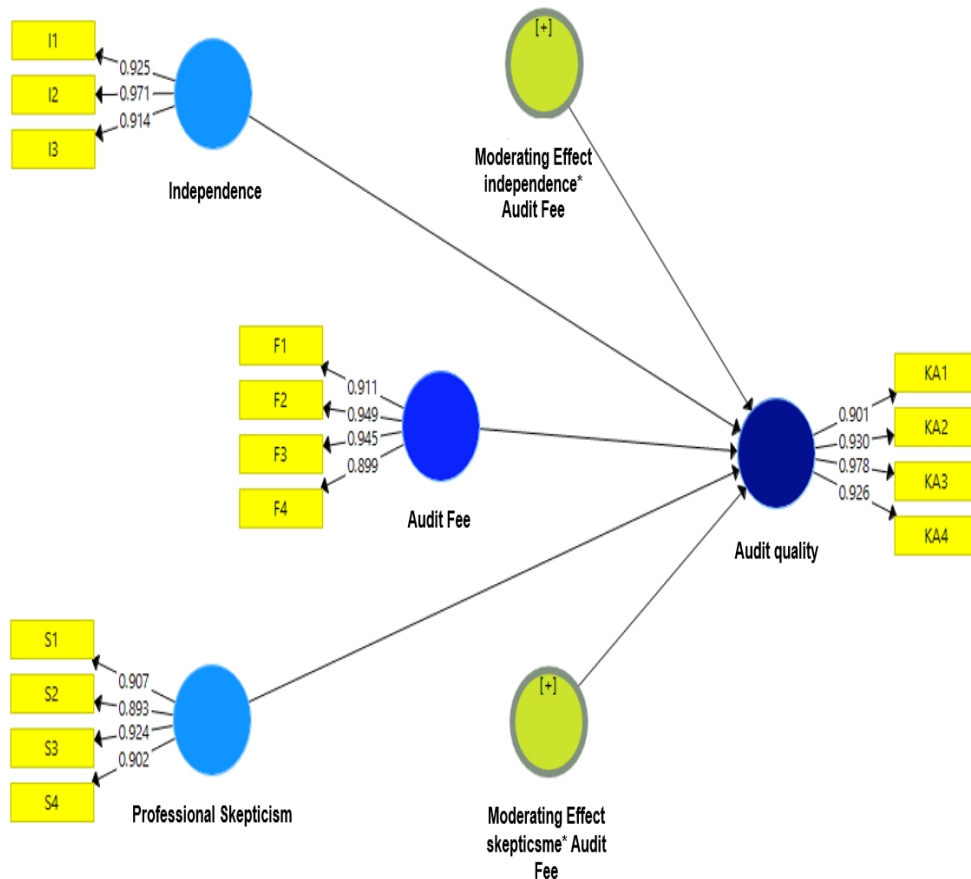 I1
I2
I3
0.925
0.971
0.914
Independence
[+]
Moderating Effect
independence*
Audit Fee
F1
F2
F3
F4
0.911
0.949
0.945
0.899
Audit Fee
KA1
KA2
KA3
KA4
0.901
0.930
0.978
0.926
Audit quality
S1
S2
S3
S4
0.907
0.893
0.924
0.902
Professional Skepticism
[+]
Moderating Effect
skepticsme* Audit
Fee